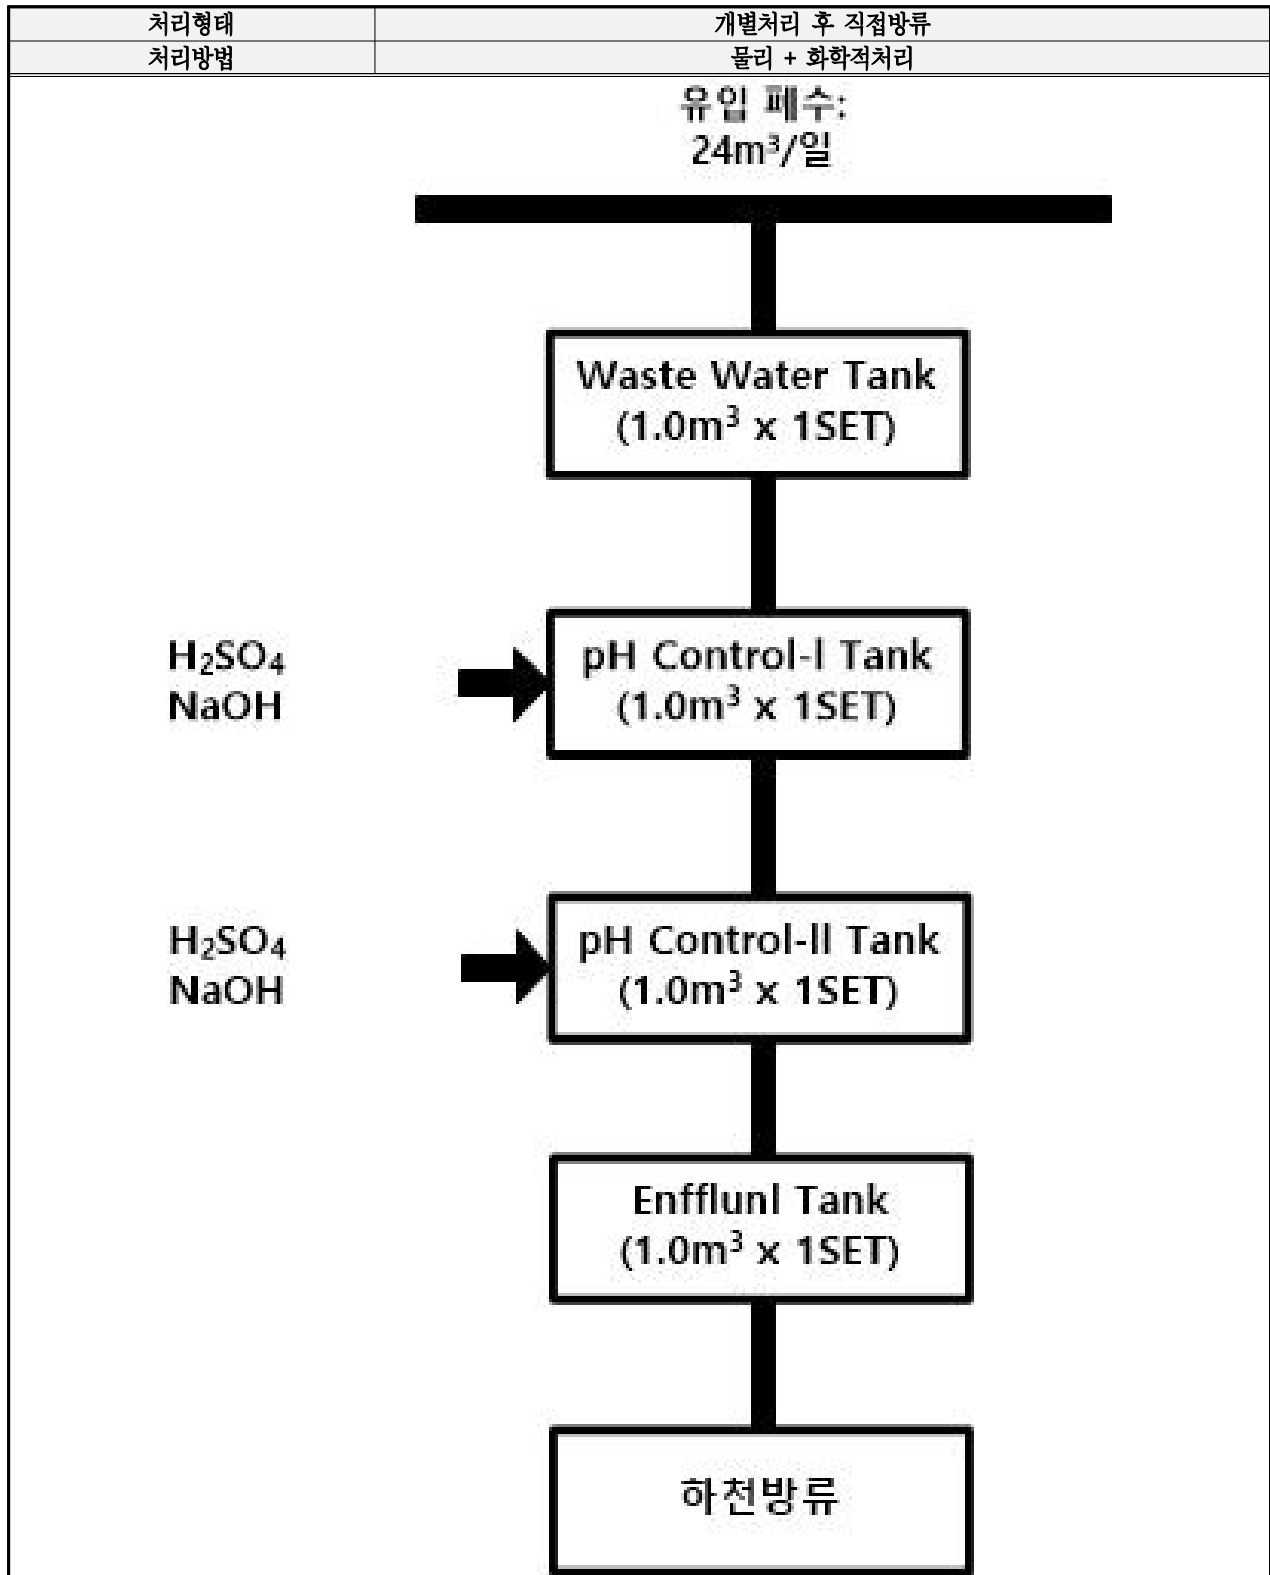 처리형태 개별처리 후 직접방류
처리방법 물리 + 화학적처리
유입 폐수:
24m³/일
Waste Water Tank
(1.0m³ x 1SET)
H₂SO₄
NaOH
pH Control-I Tank
(1.0m³ x 1SET)
H₂SO₄
NaOH
pH Control-II Tank
(1.0m³ x 1SET)
Enfflunl Tank
(1.0m³ x 1SET)
하천방류